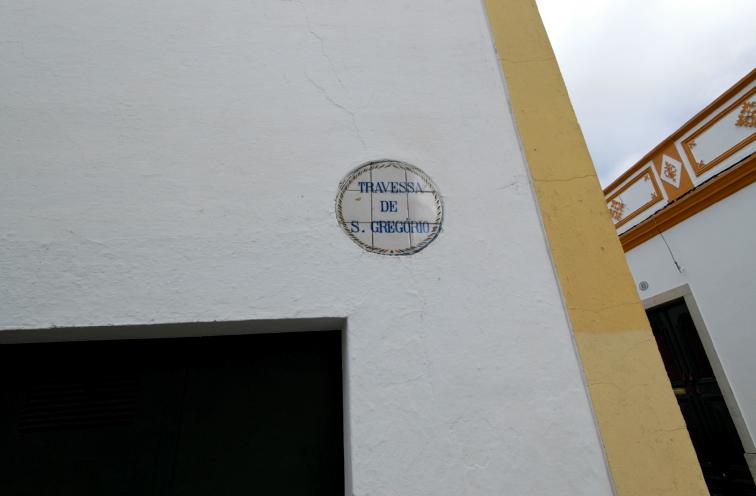 TRAVESSA
DE
S. GREGÓRIO